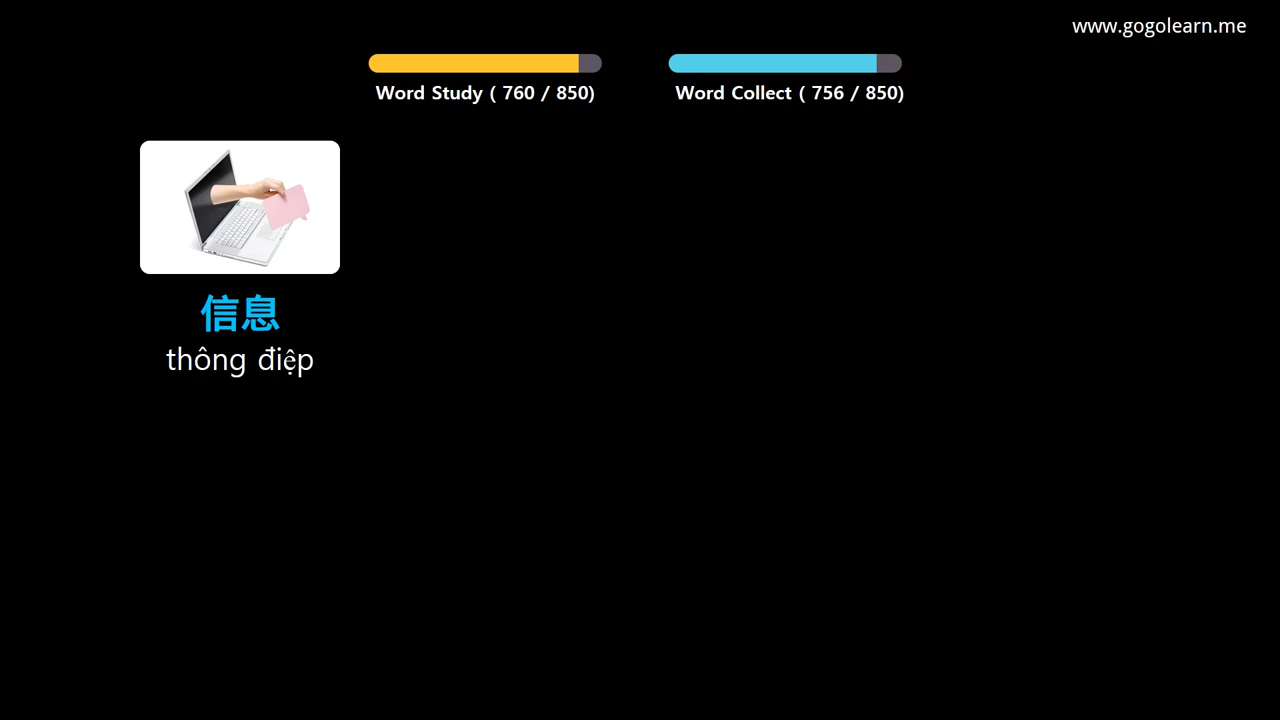 www.gogolearn.me
Word Study ( 760 / 850)
Word Collect ( 756 / 850)
信息
thông điệp